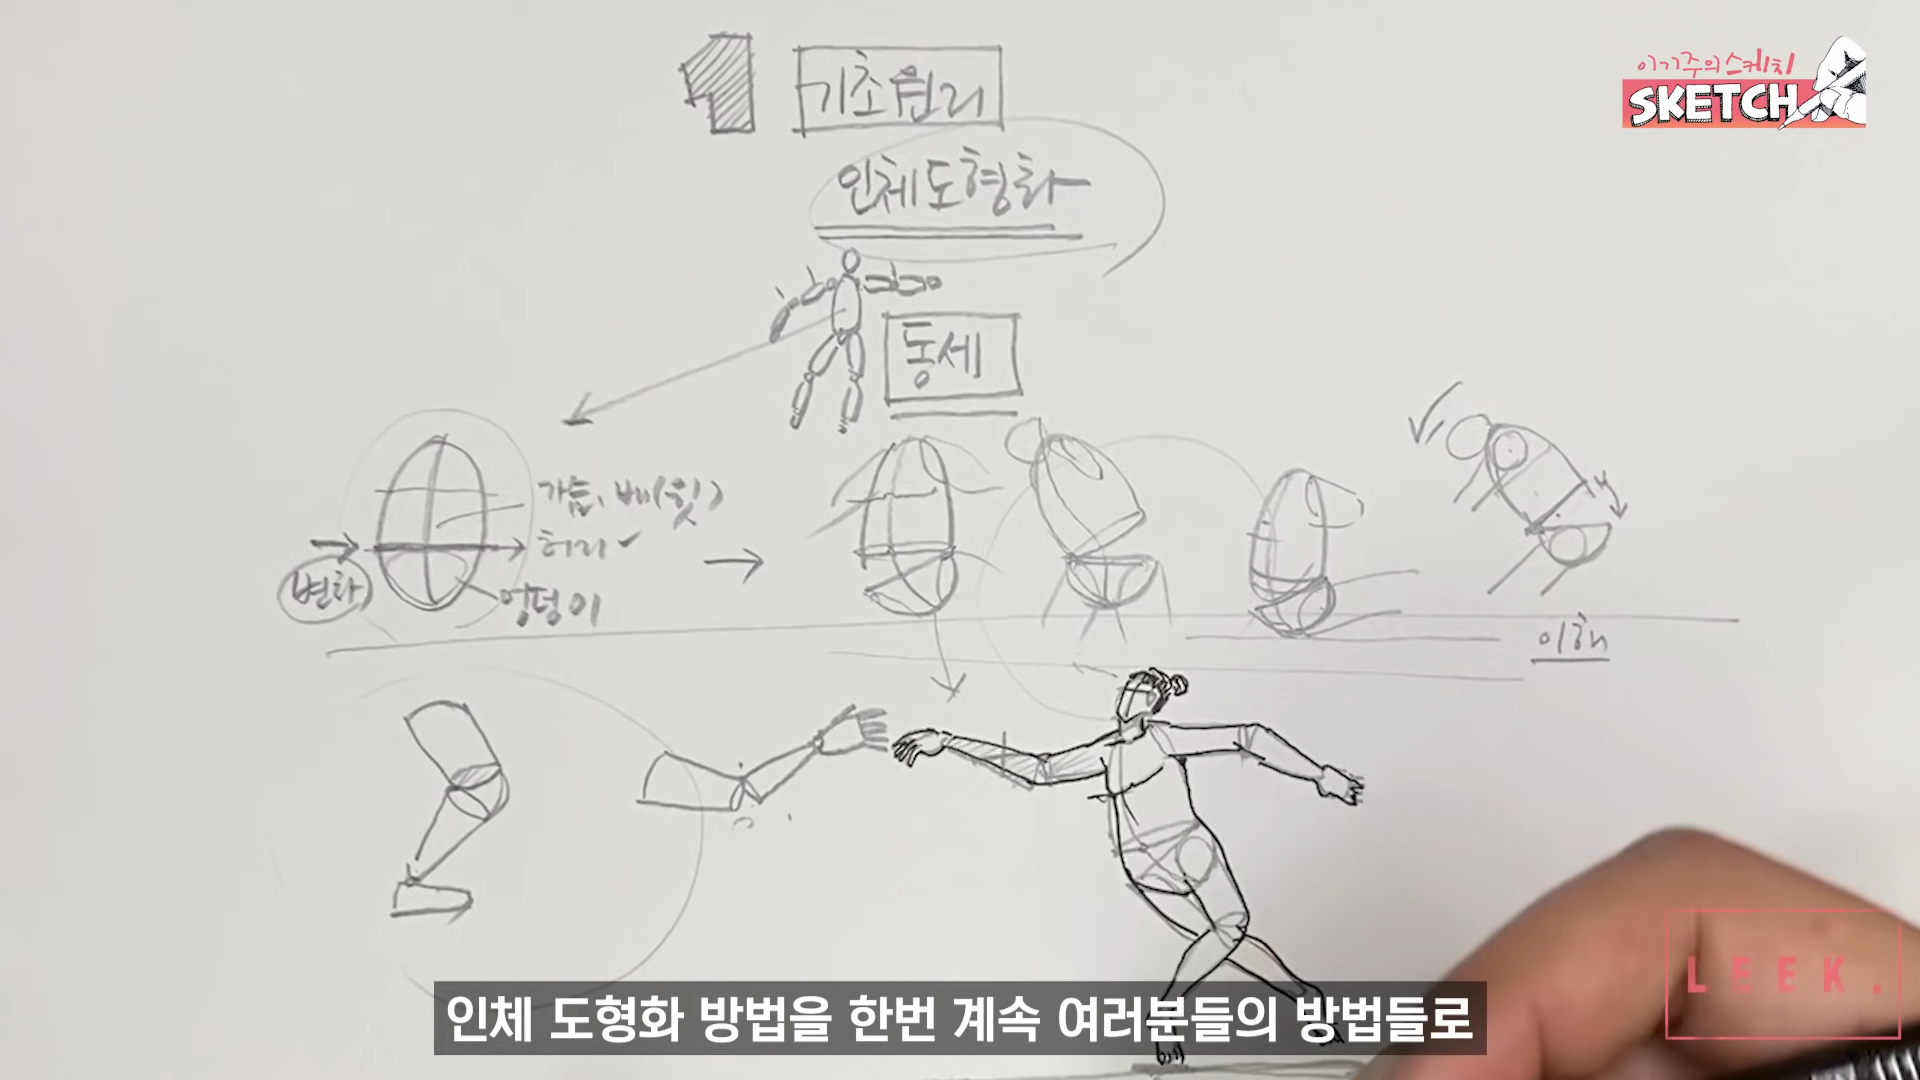 1 기초원리
이기주의스케치
SKETCH
인체도형화
동세
가슴, 배(윗)
허리
변화
엉덩이
이해
LEEK.
인체 도형화 방법을 한번 계속 여러분들의 방법들로